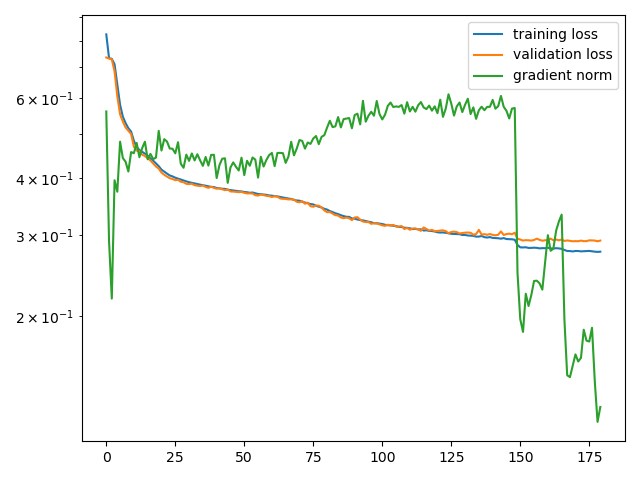 training loss
validation loss
gradient norm
6 × 10⁻¹
4 × 10⁻¹
3 × 10⁻¹
2 × 10⁻¹
0 25 50 75 100 125 150 175